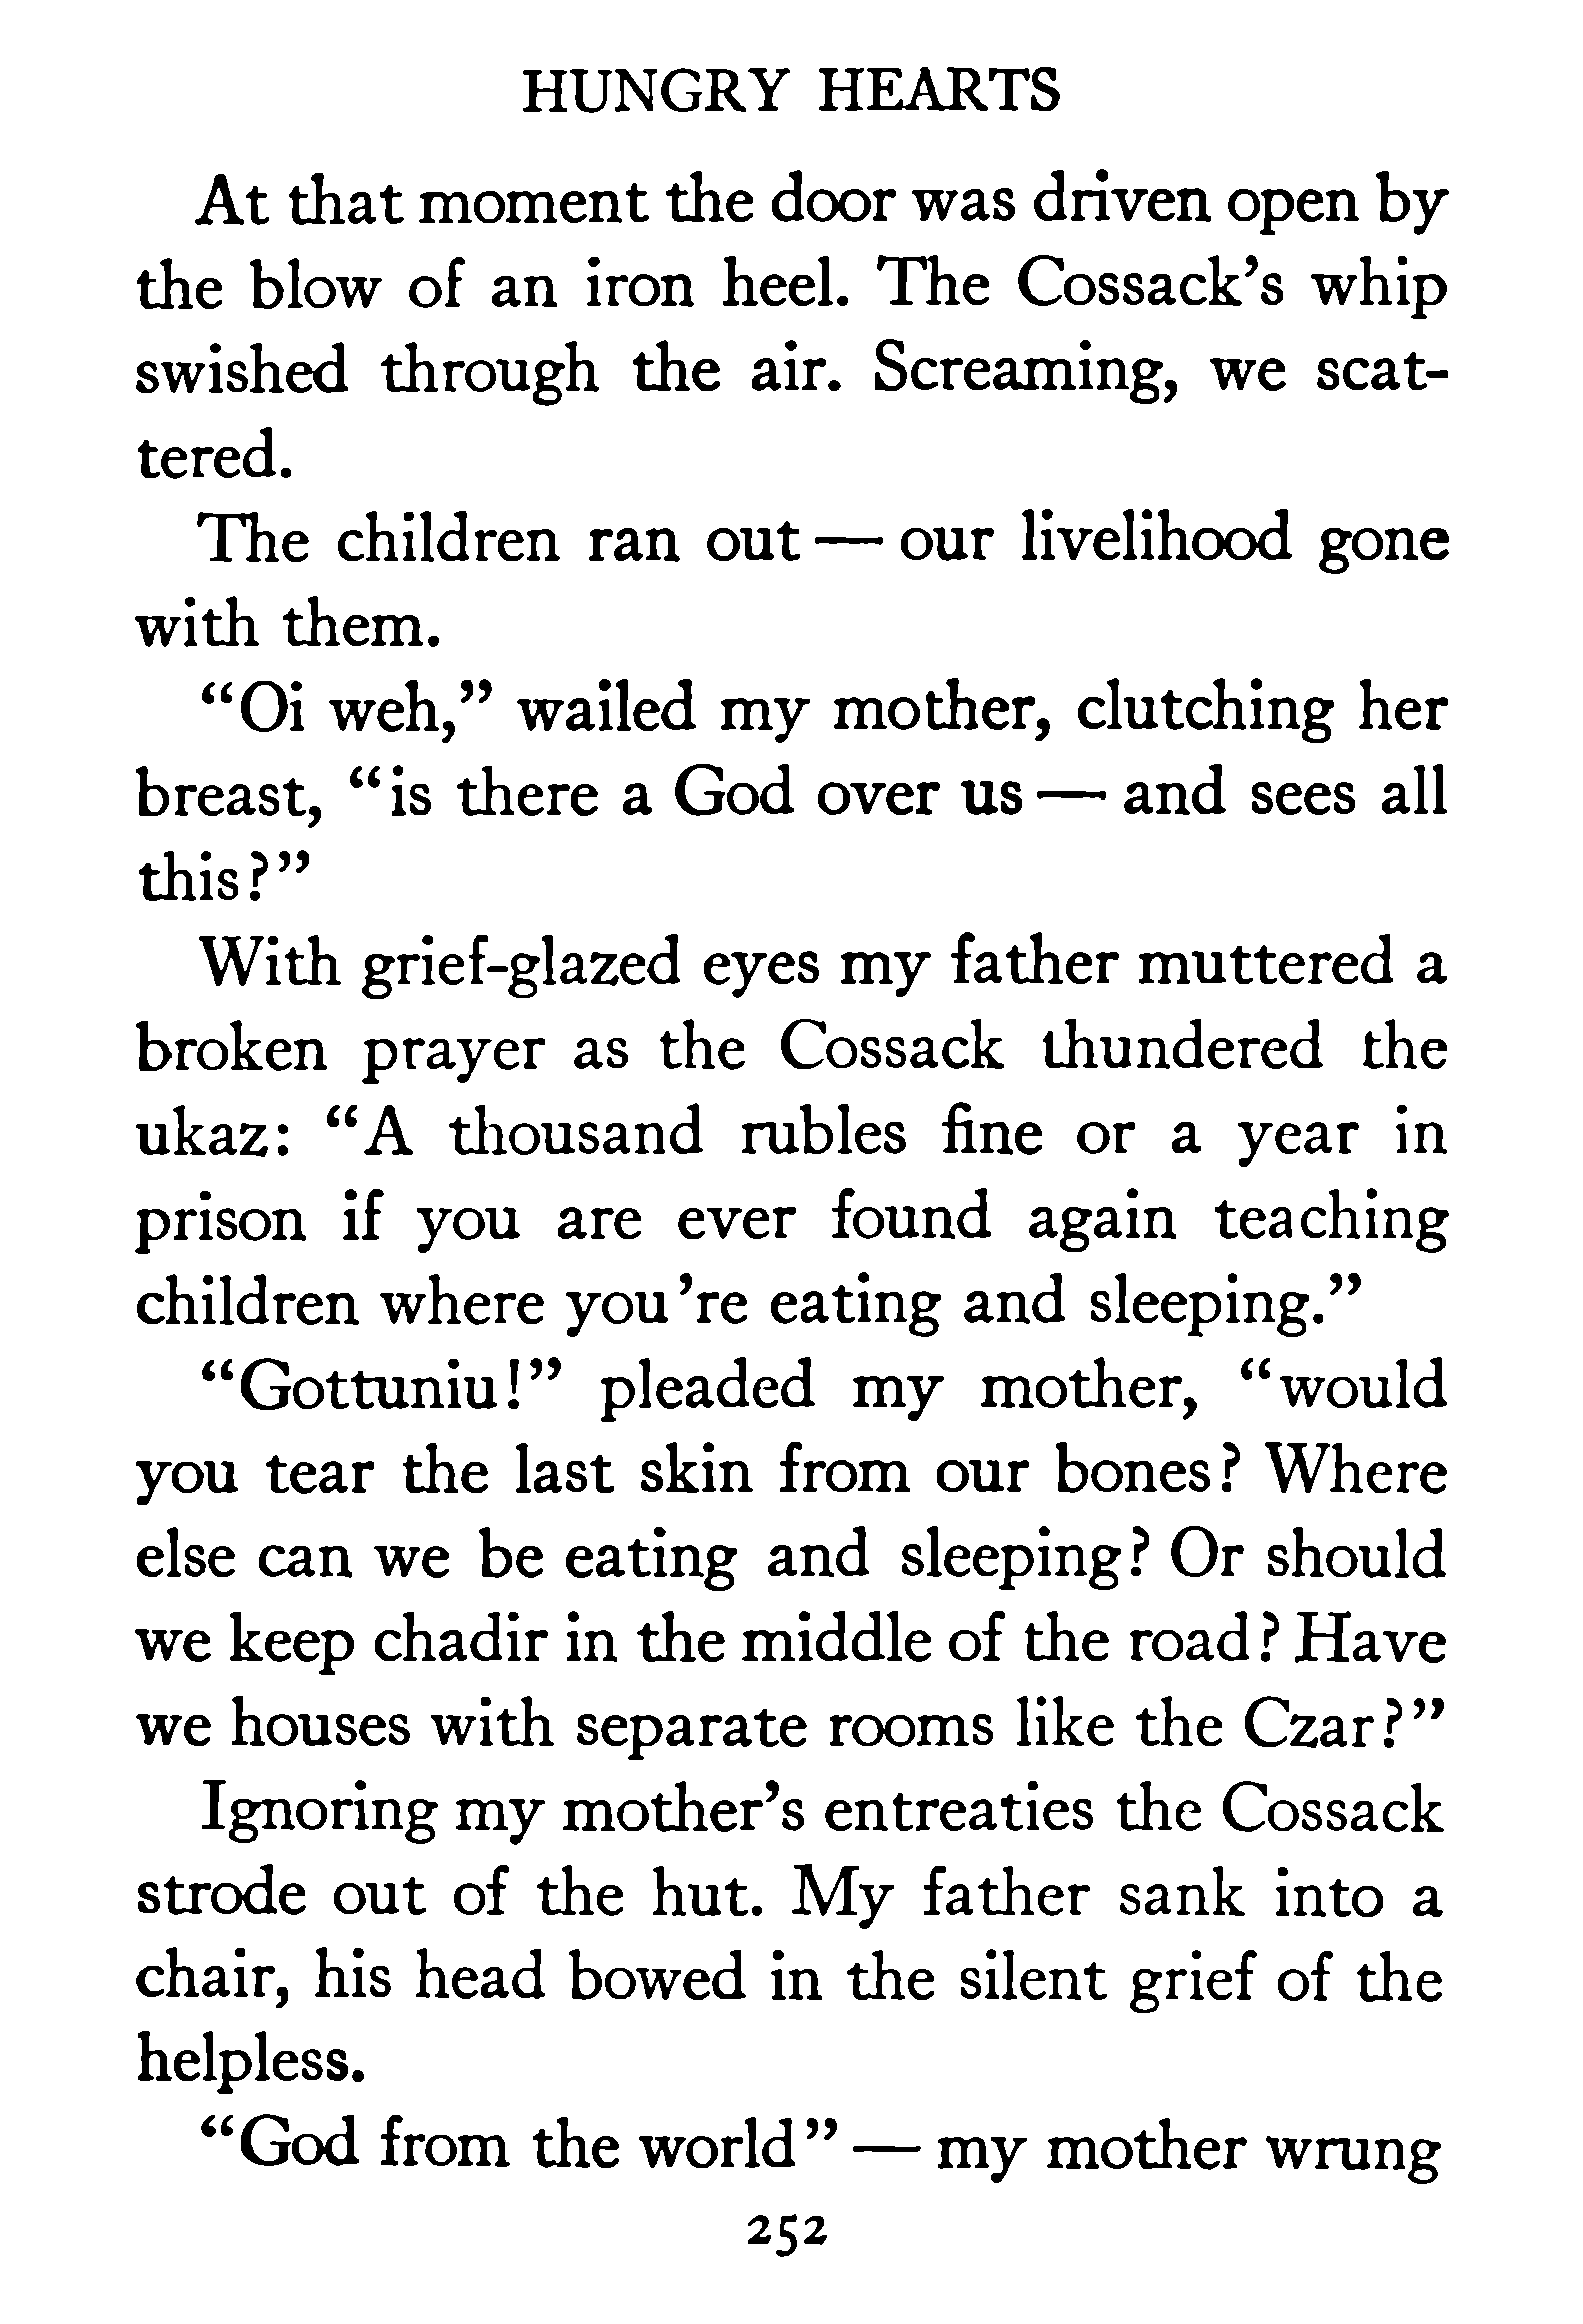 HUNGRY HEARTS
At that moment the door was driven open by
the blow of an iron heel. The Cossack’s whip
swished through the air. Screaming, we scat-
tered.
The children ran out — our livelihood gone
with them.
“Oi weh,” wailed my mother, clutching her
breast, “is there a God over us — and sees all
this?”
With grief-glazed eyes my father muttered a
broken prayer as the Cossack thundered the
ukaz: “A thousand rubles fine or a year in
prison if you are ever found again teaching
children where you’re eating and sleeping.”
“Gottuniu!” pleaded my mother, “would
you tear the last skin from our bones? Where
else can we be eating and sleeping? Or should
we keep chadir in the middle of the road? Have
we houses with separate rooms like the Czar?”
Ignoring my mother’s entreaties the Cossack
strode out of the hut. My father sank into a
chair, his head bowed in the silent grief of the
helpless.
“God from the world” — my mother wrung
252